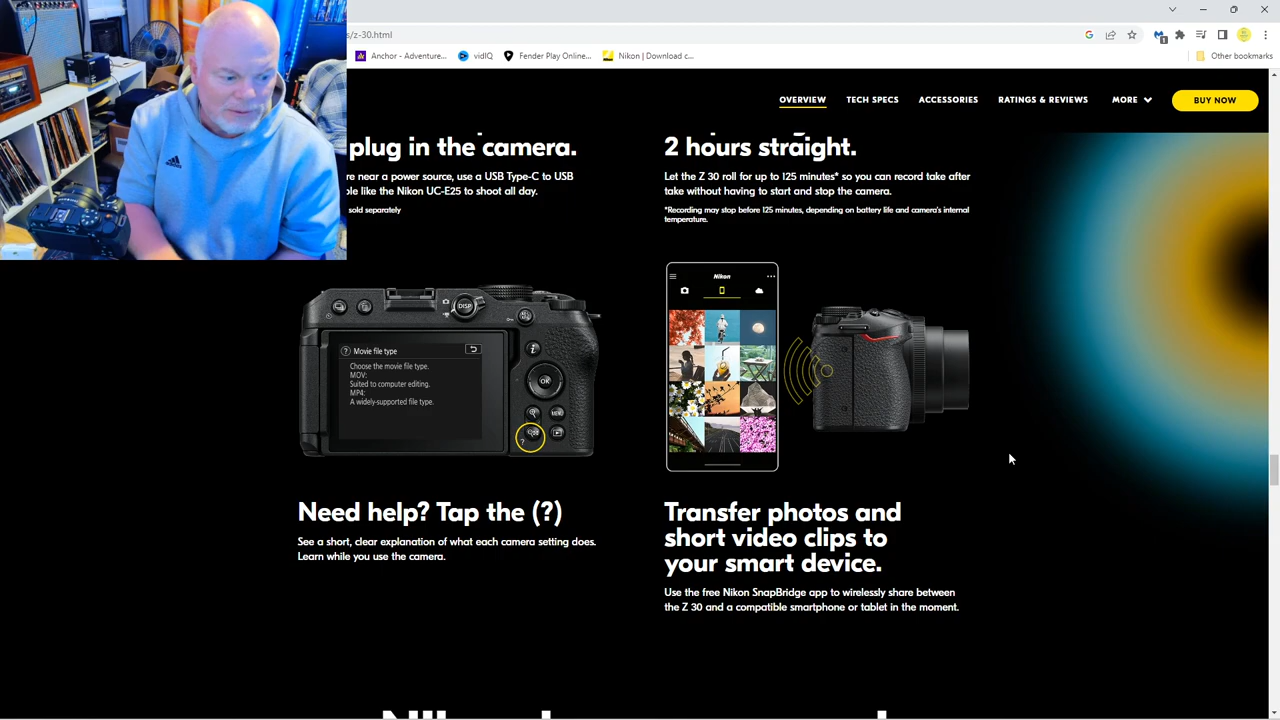 s/z-30.html
Anchor - Adventure...
vidIQ
Fender Play Online...
Nikon | Download c...
Other bookmarks
OVERVIEW
TECH SPECS
ACCESSORIES
RATINGS & REVIEWS
MORE
BUY NOW
plug in the camera.
re near a power source, use a USB Type-C to USB
le like the Nikon UC-E25 to shoot all day.
sold separately
2 hours straight.
Let the Z 30 roll for up to 125 minutes* so you can record take after
take without having to start and stop the camera.
*Recording may stop before 125 minutes, depending on battery life and camera's internal
temperature.
DISP
? Movie file type
Choose the movie file type.
MOV:
Suited to computer editing.
MP4:
A widely-supported file type.
i
OK
MENU
?
Nikon
Need help? Tap the (?)
See a short, clear explanation of what each camera setting does.
Learn while you use the camera.
Transfer photos and
short video clips to
your smart device.
Use the free Nikon SnapBridge app to wirelessly share between
the Z 30 and a compatible smartphone or tablet in the moment.